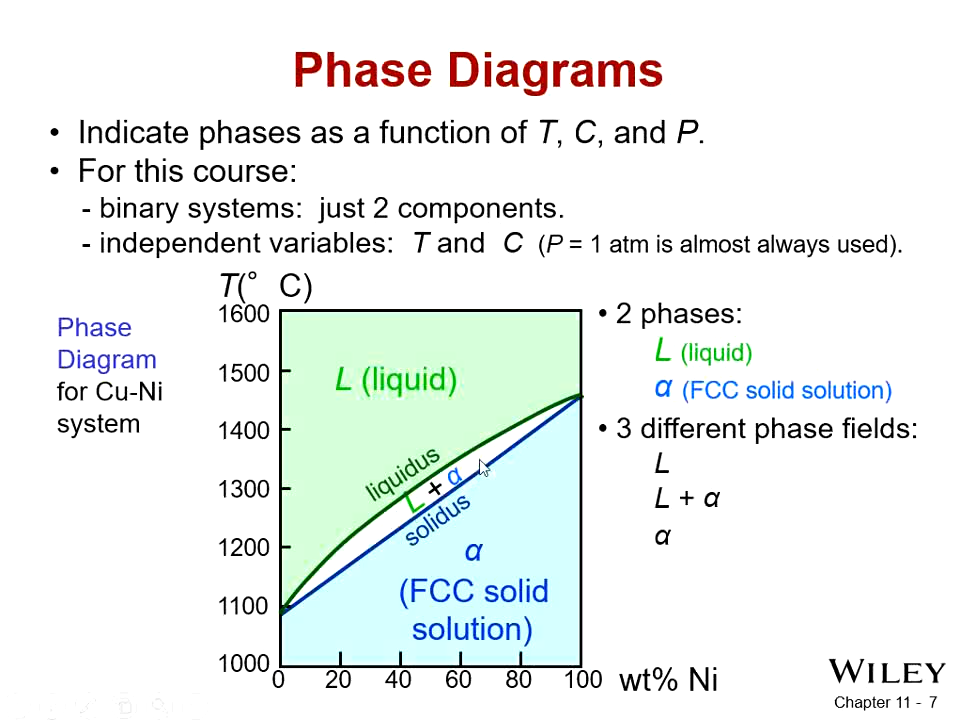 Phase Diagrams
• Indicate phases as a function of T, C, and P.
• For this course:
- binary systems: just 2 components.
- independent variables: T and C (P = 1 atm is almost always used).
T(° C)
Phase
Diagram
for Cu-Ni
system
1600
1500
1400
1300
1200
1100
1000
L (liquid)
liquidus
L + α
solidus
α
(FCC solid
solution)
0 20 40 60 80 100 wt% Ni
• 2 phases:
L (liquid)
α (FCC solid solution)
• 3 different phase fields:
L
L + α
α
WILEY
Chapter 11 - 7